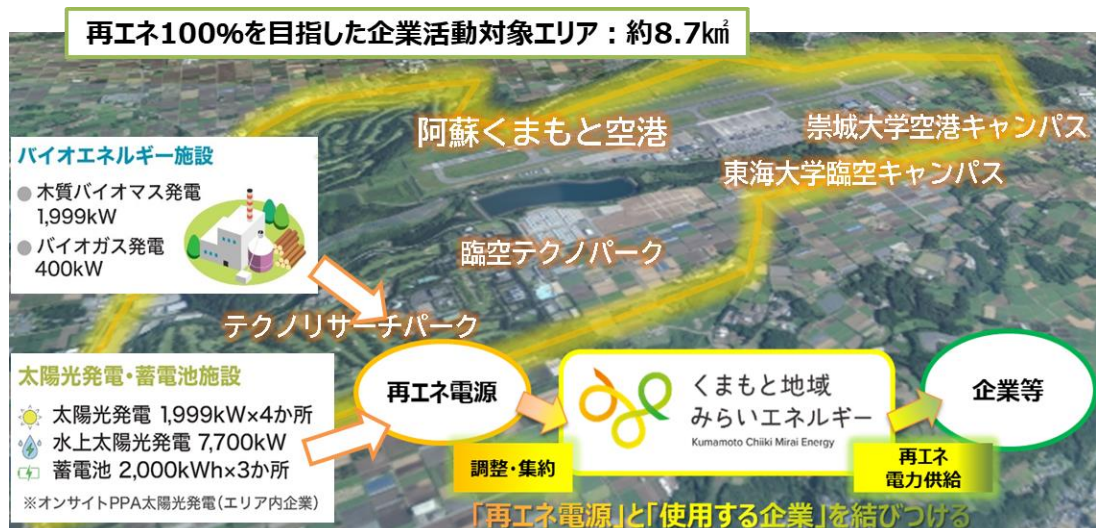 再エネ100%を目指した企業活動対象エリア：約8.7㎢
阿蘇くまもと空港
崇城大学空港キャンパス
東海大学臨空キャンパス
臨空テクノパーク
テクノリサーチパーク
バイオエネルギー施設
木質バイオマス発電
1,999kW
バイオガス発電
400kW
太陽光発電・蓄電池施設
太陽光発電 1,999kW×4か所
水上太陽光発電 7,700kW
蓄電池 2,000kWh×3か所
※オンサイトPPA太陽光発電（エリア内企業）
再エネ電源
調整・集約
くまもと地域
みらいエネルギー
Kumamoto Chiiki Mirai Energy
再エネ
電力供給
企業等
「再エネ電源」と「使用する企業」を結びつける